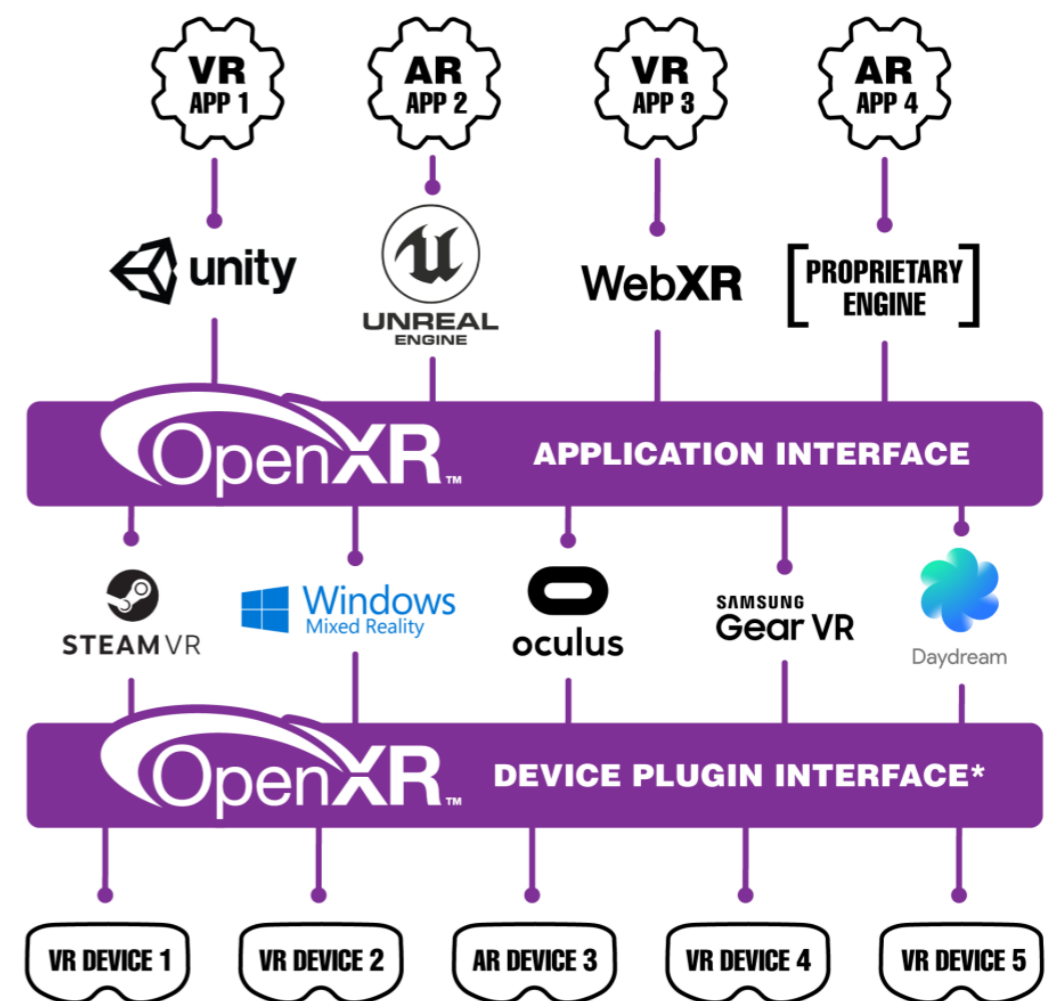 VR
APP 1
AR
APP 2
VR
APP 3
AR
APP 4
unity
UNREAL
ENGINE
WebXR
PROPRIETARY
ENGINE
OpenXR™ APPLICATION INTERFACE
STEAMVR
Windows
Mixed Reality
oculus
SAMSUNG
Gear VR
Daydream
OpenXR™ DEVICE PLUGIN INTERFACE*
VR DEVICE 1
VR DEVICE 2
AR DEVICE 3
VR DEVICE 4
VR DEVICE 5